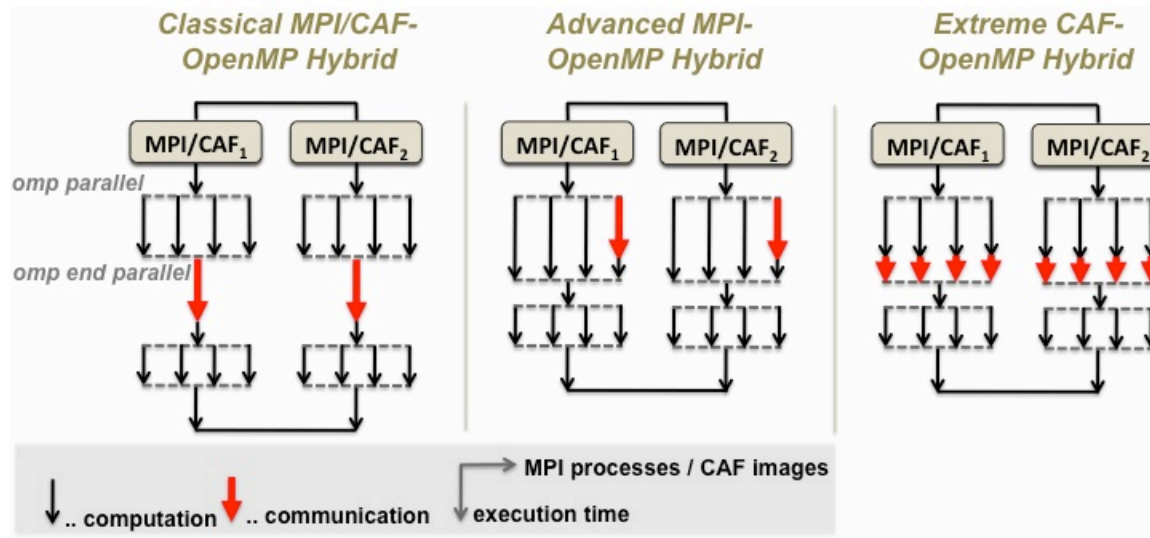 Classical MPI/CAF-
OpenMP Hybrid
Advanced MPI-
OpenMP Hybrid
Extreme CAF-
OpenMP Hybrid
MPI/CAF₁
MPI/CAF₂
MPI/CAF₁
MPI/CAF₂
MPI/CAF₁
MPI/CAF₂
omp parallel
omp end parallel
MPI processes / CAF images
.. computation
.. communication
execution time